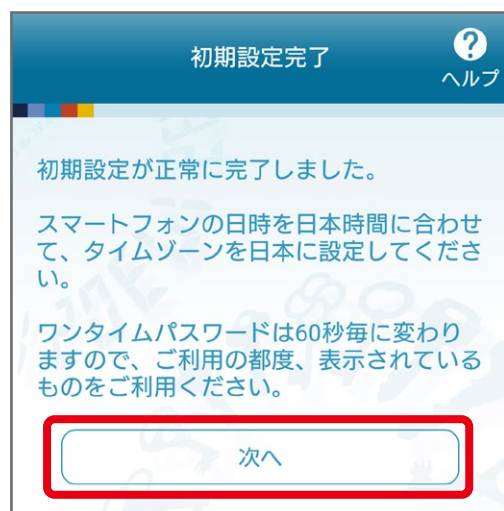 初期設定完了
?
ヘルプ
初期設定が正常に完了しました。
スマートフォンの日時を日本時間に合わせ
て、タイムゾーンを日本に設定してくださ
い。
ワンタイムパスワードは60秒毎に変わり
ますので、ご利用の都度、表示されている
ものをご利用ください。
次へ